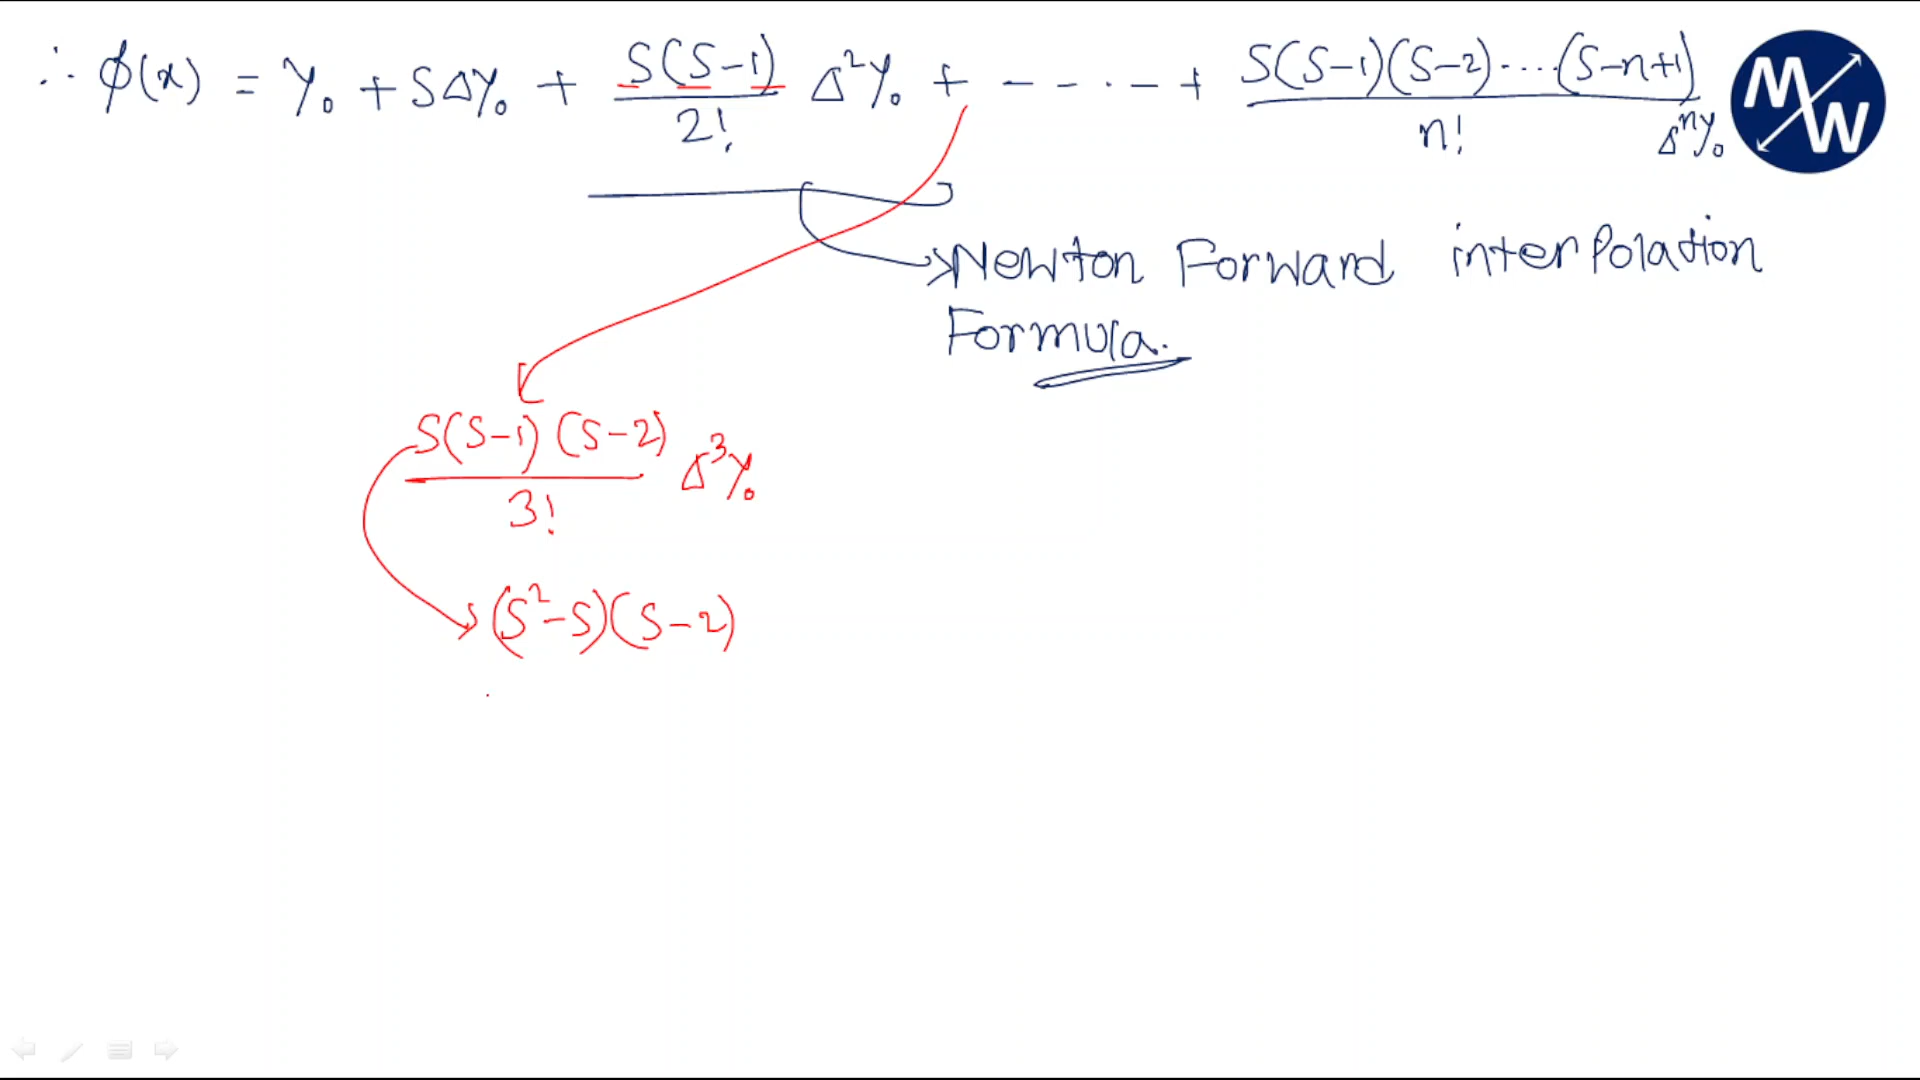 ∴ ϕ(x) = y₀ + SΔy₀ + S(S-1)/2! Δ²y₀ + - - . - + S(S-1)(S-2)....(S-n+1)/n! Δⁿy₀
MW
Newton Forward interpolation
Formula.
S(S-1)(S-2)/3! Δ³y₀
(S²-S)(S-2)